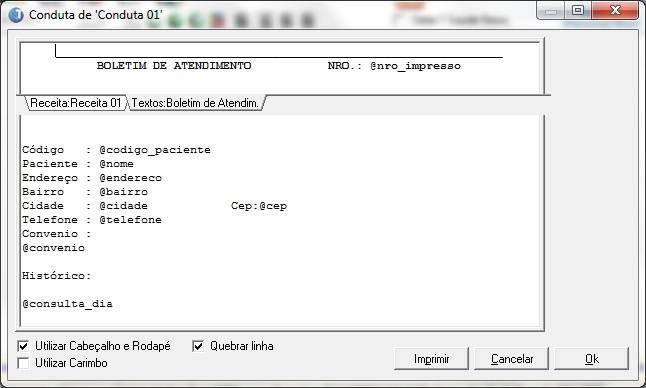 Conduta de 'Conduta 01'
BOLETIM DE ATENDIMENTO NRO.: @nro_impresso
Receita:Receita 01 Textos:Boletim de Atendim.
Código : @codigo_paciente
Paciente : @nome
Endereço : @endereco
Bairro : @bairro
Cidade : @cidade Cep:@cep
Telefone : @telefone
Convenio :
@convenio
Histórico:
@consulta_dia
Utilizar Cabeçalho e Rodapé Quebrar linha
Utilizar Carimbo
Imprimir Cancelar Ok